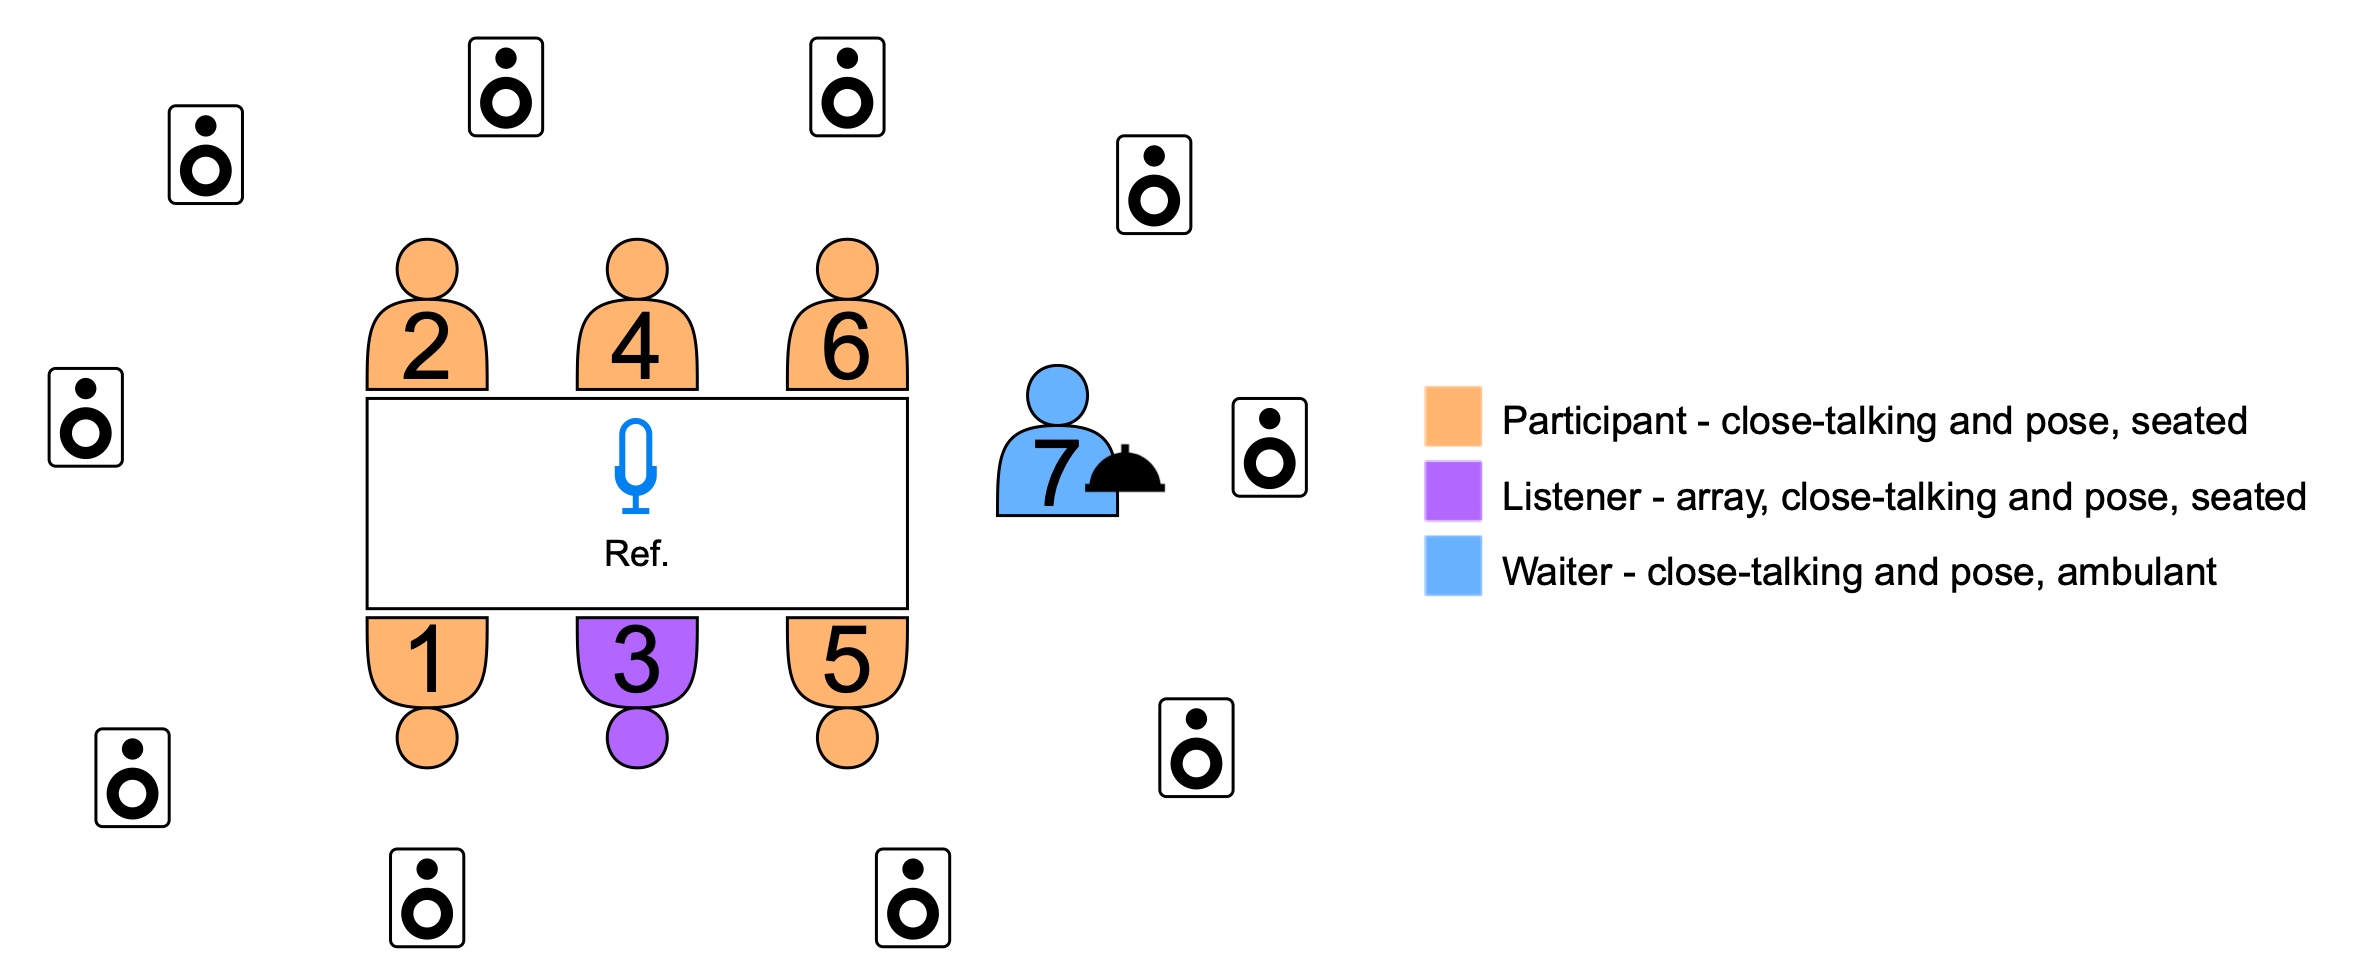 2
4
6
7
Ref.
1
3
5
Participant - close-talking and pose, seated
Listener - array, close-talking and pose, seated
Waiter - close-talking and pose, ambulant